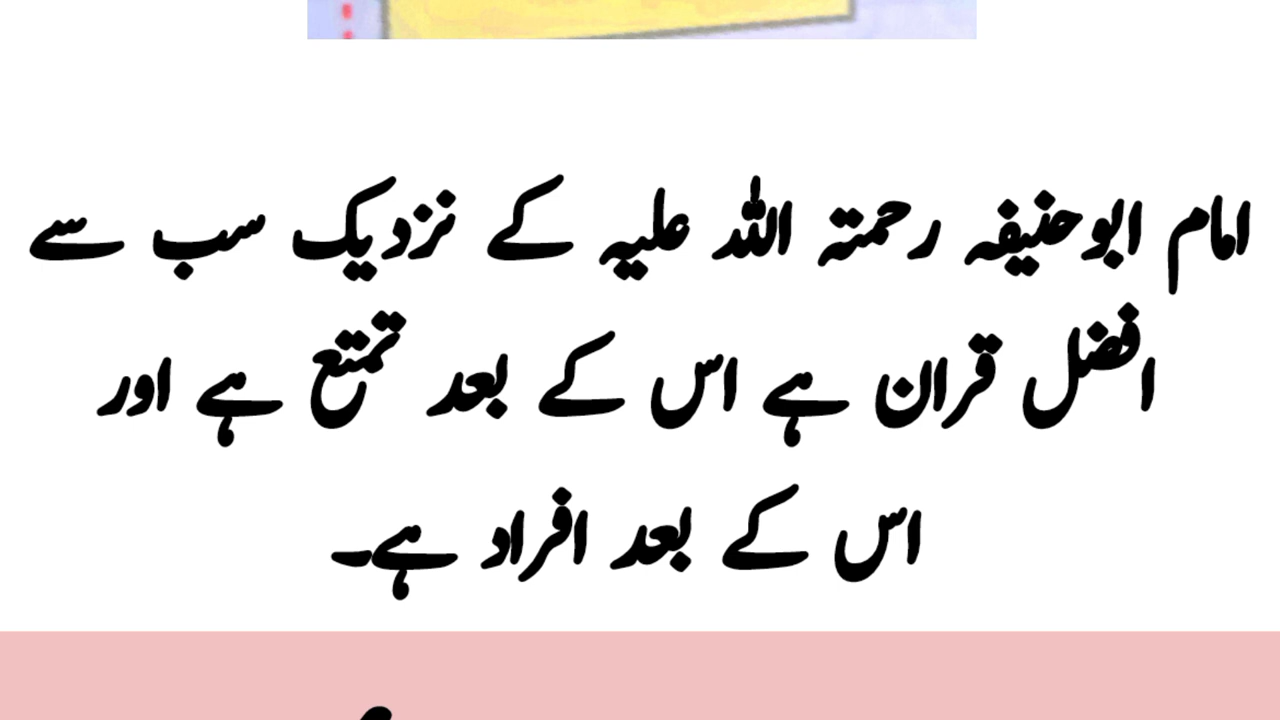 امام ابوحنیفہ رحمتہ اللہ علیہ کے نزدیک سب سے
افضل قران ہے اس کے بعد تمتع ہے اور
اس کے بعد افراد ہے۔